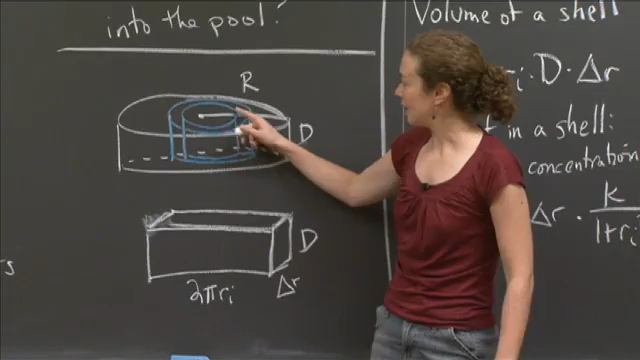 into the pool?
R
D
D
2πrᵢ Δr
Volume of a shell
rᵢ · D · Δr
t in a shell:
concentration
Δr · k / 1+rᵢ
s